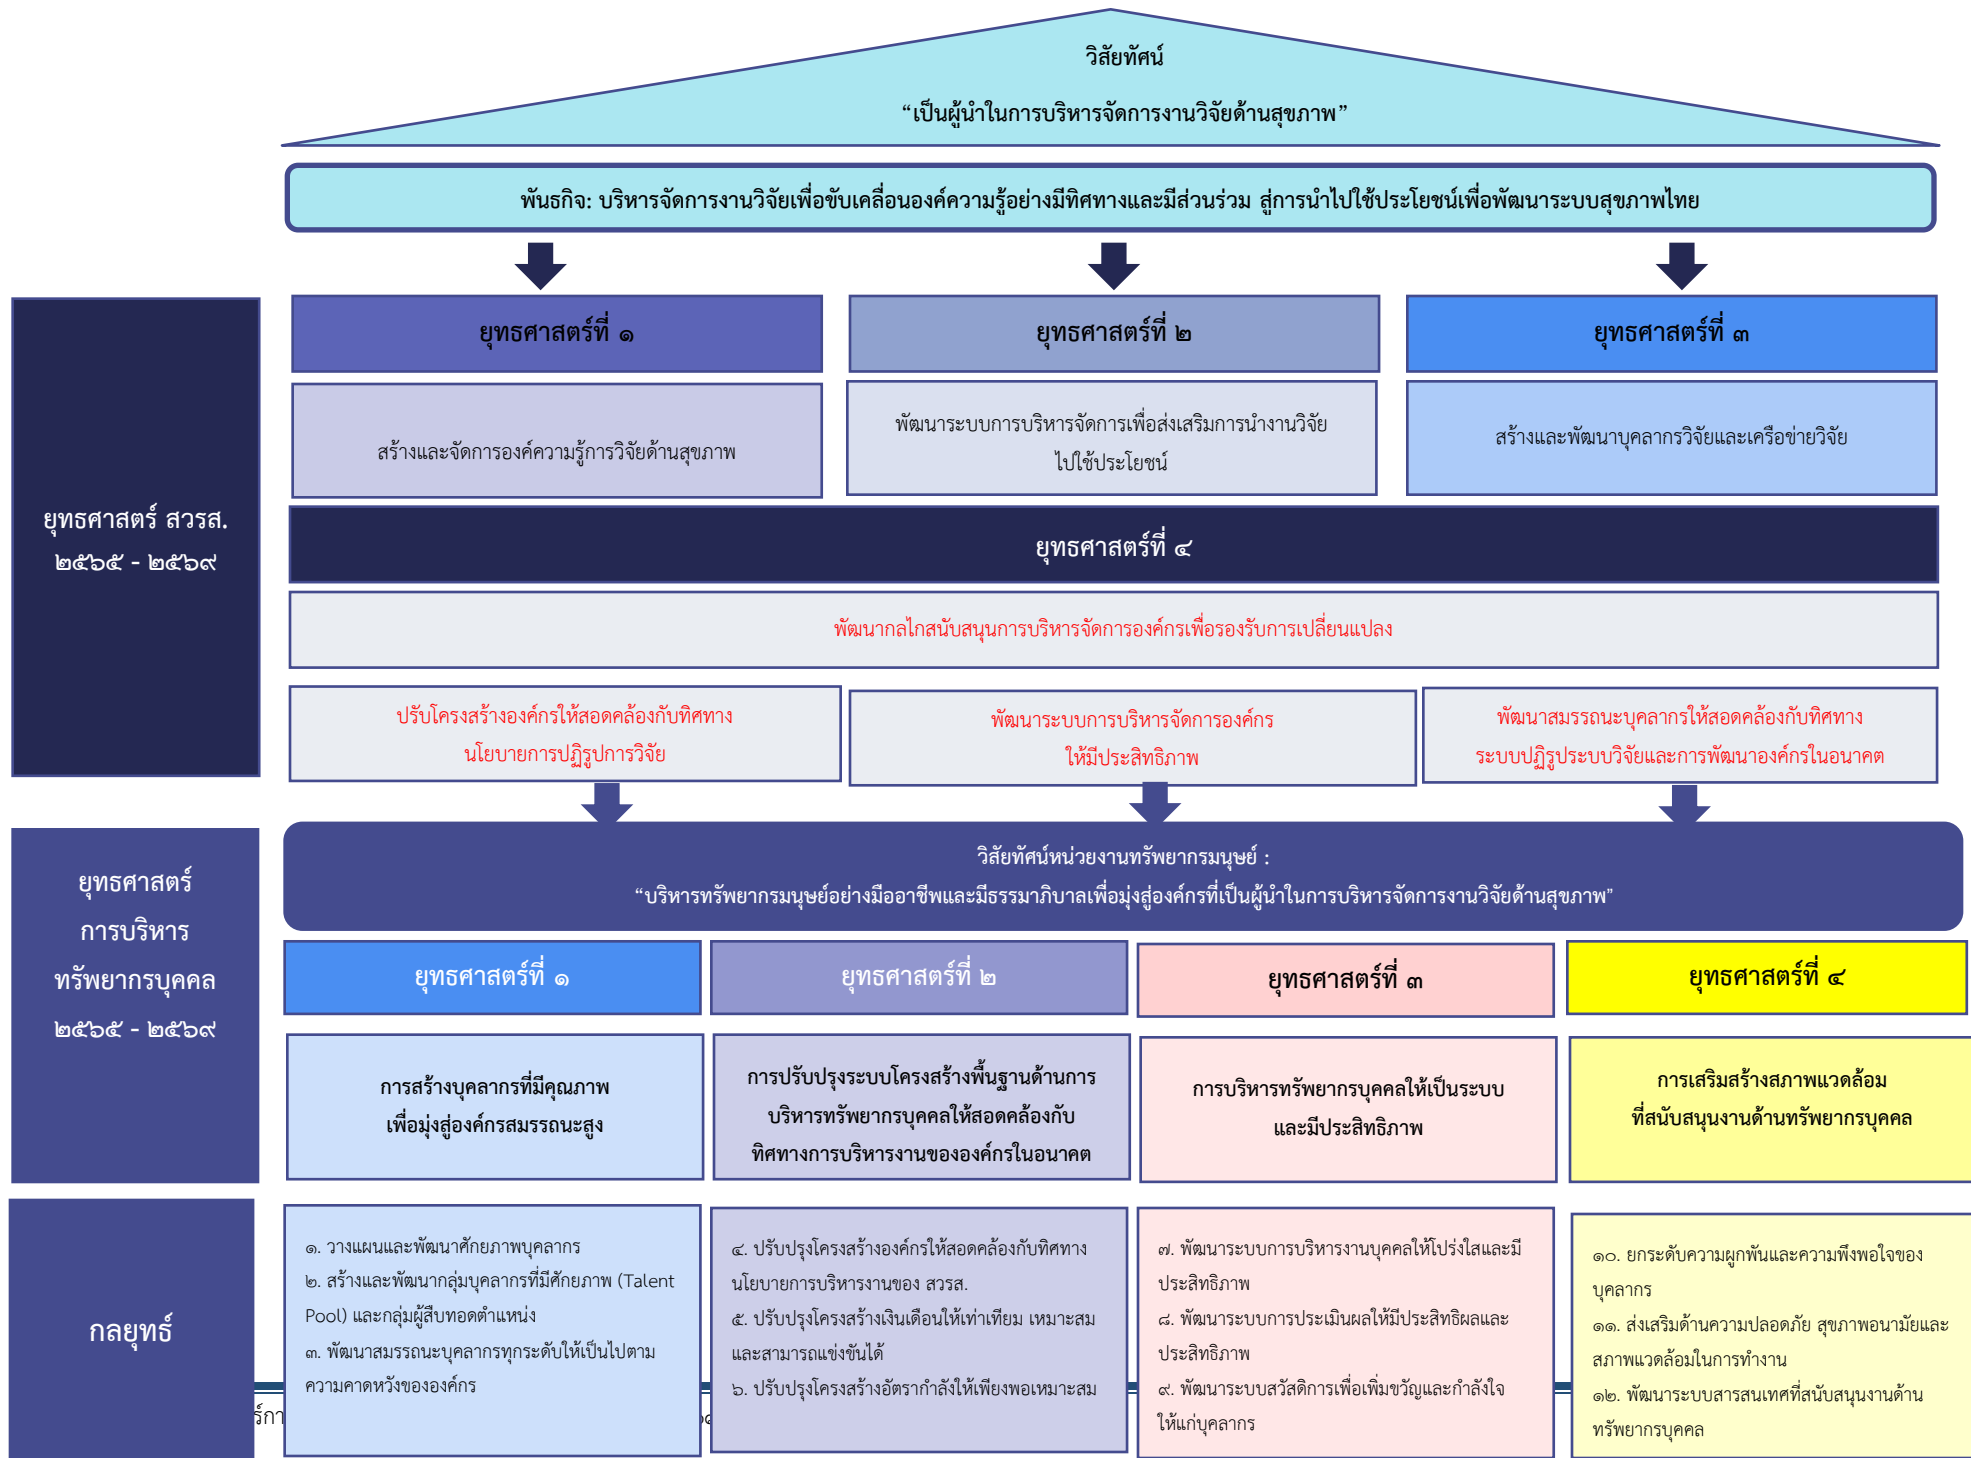 วิสัยทัศน์
“เป็นผู้นำในการบริหารจัดการงานวิจัยด้านสุขภาพ”
พันธกิจ: บริหารจัดการงานวิจัยเพื่อขับเคลื่อนองค์ความรู้อย่างมีทิศทางและมีส่วนร่วม สู่การนำไปใช้ประโยชน์เพื่อพัฒนาระบบสุขภาพไทย
ยุทธศาสตร์ สวรส.
๒๕๖๕ - ๒๕๖๙
ยุทธศาสตร์ที่ ๑
ยุทธศาสตร์ที่ ๒
ยุทธศาสตร์ที่ ๓
สร้างและจัดการองค์ความรู้การวิจัยด้านสุขภาพ
พัฒนาระบบการบริหารจัดการเพื่อส่งเสริมการนำงานวิจัย
ไปใช้ประโยชน์
สร้างและพัฒนาบุคลากรวิจัยและเครือข่ายวิจัย
ยุทธศาสตร์ที่ ๔
พัฒนากลไกสนับสนุนการบริหารจัดการองค์กรเพื่อรองรับการเปลี่ยนแปลง
ปรับโครงสร้างองค์กรให้สอดคล้องกับทิศทาง
นโยบายการปฏิรูปการวิจัย
พัฒนาระบบการบริหารจัดการองค์กร
ให้มีประสิทธิภาพ
พัฒนาสมรรถนะบุคลากรให้สอดคล้องกับทิศทาง
ระบบปฏิรูประบบวิจัยและการพัฒนาองค์กรในอนาคต
ยุทธศาสตร์
การบริหาร
ทรัพยากรบุคคล
๒๕๖๕ - ๒๕๖๙
วิสัยทัศน์หน่วยงานทรัพยากรมนุษย์ :
“บริหารทรัพยากรมนุษย์อย่างมืออาชีพและมีธรรมาภิบาลเพื่อมุ่งสู่องค์กรที่เป็นผู้นำในการบริหารจัดการงานวิจัยด้านสุขภาพ”
ยุทธศาสตร์ที่ ๑
ยุทธศาสตร์ที่ ๒
ยุทธศาสตร์ที่ ๓
ยุทธศาสตร์ที่ ๔
การสร้างบุคลากรที่มีคุณภาพ
เพื่อมุ่งสู่องค์กรสมรรถนะสูง
การปรับปรุงระบบโครงสร้างพื้นฐานด้านการ
บริหารทรัพยากรบุคคลให้สอดคล้องกับ
ทิศทางการบริหารงานขององค์กรในอนาคต
การบริหารทรัพยากรบุคคลให้เป็นระบบ
และมีประสิทธิภาพ
การเสริมสร้างสภาพแวดล้อม
ที่สนับสนุนงานด้านทรัพยากรบุคคล
กลยุทธ์
๑. วางแผนและพัฒนาศักยภาพบุคลากร
๒. สร้างและพัฒนากลุ่มบุคลากรที่มีศักยภาพ (Talent
Pool) และกลุ่มผู้สืบทอดตำแหน่ง
๓. พัฒนาสมรรถนะบุคลากรทุกระดับให้เป็นไปตาม
ความคาดหวังขององค์กร
๔. ปรับปรุงโครงสร้างองค์กรให้สอดคล้องกับทิศทาง
นโยบายการบริหารงานของ สวรส.
๕. ปรับปรุงโครงสร้างเงินเดือนให้เท่าเทียม เหมาะสม
และสามารถแข่งขันได้
๖. ปรับปรุงโครงสร้างอัตรากำลังให้เพียงพอเหมาะสม
๗. พัฒนาระบบการบริหารงานบุคคลให้โปร่งใสและมี
ประสิทธิภาพ
๘. พัฒนาระบบการประเมินผลให้มีประสิทธิผลและ
ประสิทธิภาพ
๙. พัฒนาระบบสวัสดิการเพื่อเพิ่มขวัญและกำลังใจ
ให้แก่บุคลากร
๑๐. ยกระดับความผูกพันและความพึงพอใจของ
บุคลากร
๑๑. ส่งเสริมด้านความปลอดภัย สุขภาพอนามัยและ
สภาพแวดล้อมในการทำงาน
๑๒. พัฒนาระบบสารสนเทศที่สนับสนุนงานด้าน
ทรัพยากรบุคคล